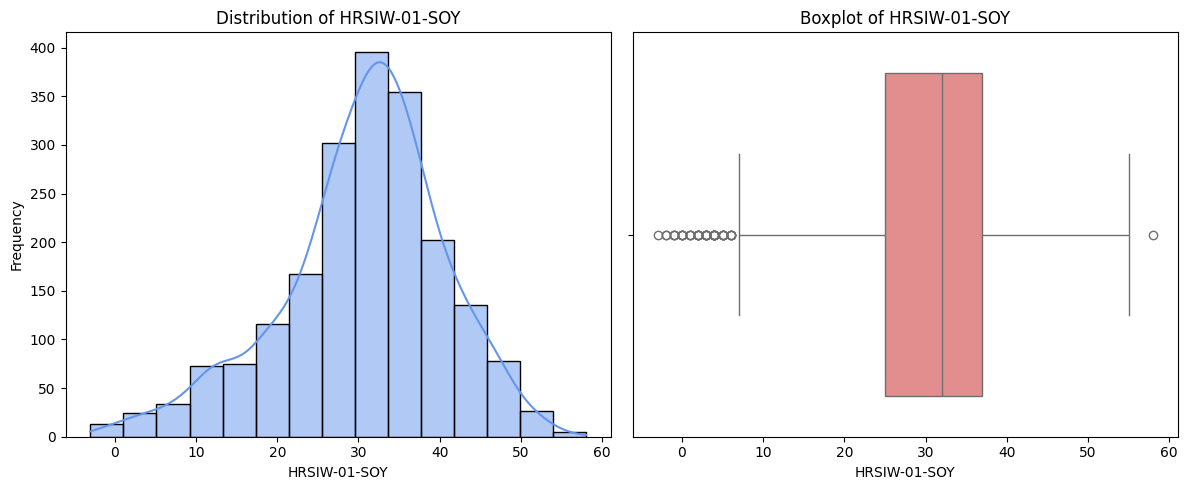 Distribution of HRSIW-01-SOY
400
350
300
250
200
150
100
50
0
Frequency
0 10 20 30 40 50 60
HRSIW-01-SOY
Boxplot of HRSIW-01-SOY
0 10 20 30 40 50 60
HRSIW-01-SOY